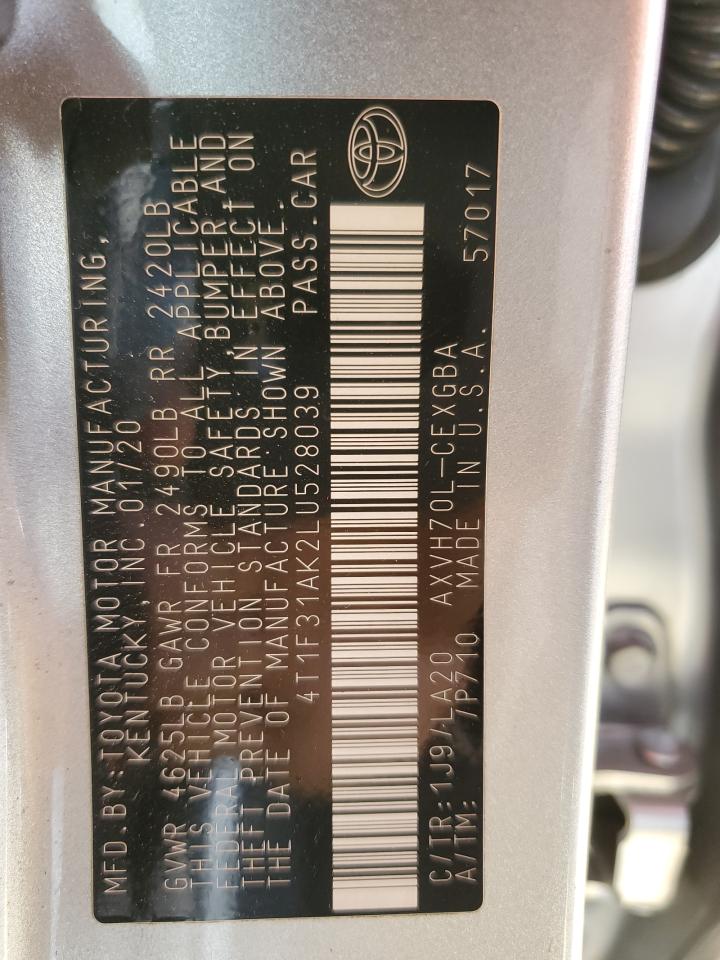 MFD.BY:TOYOTA MOTOR MANUFACTURING,
KENTUCKY, INC.01/20
GVWR 4625LB GAWR FR 2490LB RR 2420LB
THIS VEHICLE CONFORMS TO ALL APPLICABLE
FEDERAL MOTOR VEHICLE SAFETY,BUMPER AND
THEFT PREVENTION STANDARDS IN EFFECT ON
THE DATE OF MANUFACTURE SHOWN ABOVE.
4T1F31AK2LU528039 PASS.CAR
C/TR:1J9/LA20 AXVH70L-CEXGBA
A/TM: /P710 MADE IN U.S.A. 57017